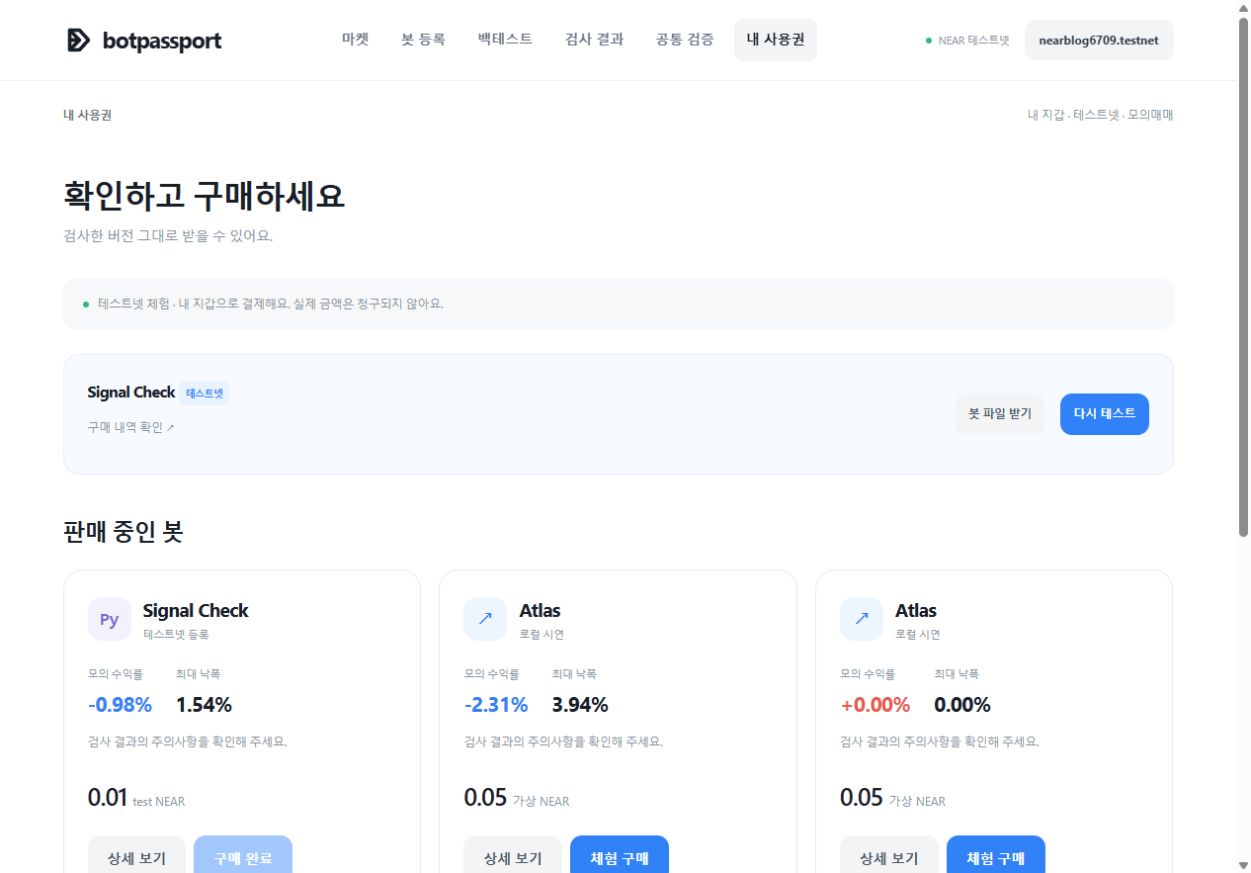 botpassport
마켓 봇 등록 백테스트 검사 결과 공통 검증 내 사용권
NEAR 테스트넷 nearblog6709.testnet
내 사용권 내 지갑 · 테스트넷 · 모의매매
확인하고 구매하세요
검사한 버전 그대로 받을 수 있어요.
테스트넷 체험 · 내 지갑으로 결제해요. 실제 금액은 청구되지 않아요.
Signal Check 테스트넷
구매 내역 확인 ↗
봇 파일 받기 다시 테스트
판매 중인 봇
Py Signal Check
테스트넷 등록
모의 수익률 최대 낙폭
-0.98% 1.54%
검사 결과의 주의사항을 확인해 주세요.
0.01 test NEAR
상세 보기 구매 완료
↗ Atlas
로컬 시연
모의 수익률 최대 낙폭
-2.31% 3.94%
검사 결과의 주의사항을 확인해 주세요.
0.05 가상 NEAR
상세 보기 체험 구매
↗ Atlas
로컬 시연
모의 수익률 최대 낙폭
+0.00% 0.00%
검사 결과의 주의사항을 확인해 주세요.
0.05 가상 NEAR
상세 보기 체험 구매